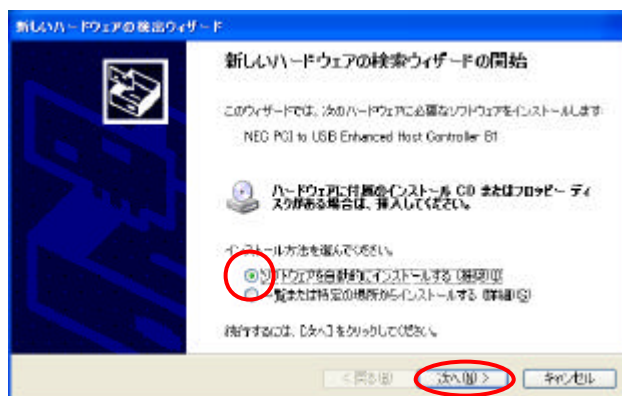 新しいハードウェアの検出ウィザード
新しいハードウェアの検索ウィザードの開始
このウィザードでは、次のハードウェアに必要なソフトウェアをインストールします:
NEC PCI to USB Enhanced Host Controller B1
ハードウェアに付属のインストール CD またはフロッピー ディ
スクがある場合は、挿入してください。
インストール方法を選んでください。
ソフトウェアを自動的にインストールする (推奨)(I)
一覧または特定の場所からインストールする (詳細)(S)
続行するには、[次へ] をクリックしてください。
< 戻る(B)
次へ(N) >
キャンセル